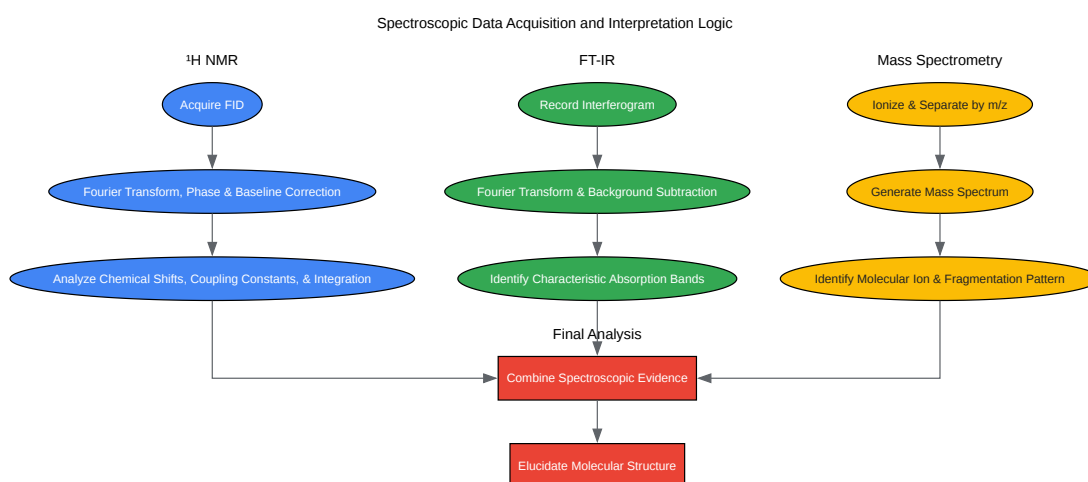 Spectroscopic Data Acquisition and Interpretation Logic
¹H NMR
FT-IR
Mass Spectrometry
Acquire FID
Record Interferogram
Ionize & Separate by m/z
Fourier Transform, Phase & Baseline Correction
Fourier Transform & Background Subtraction
Generate Mass Spectrum
Analyze Chemical Shifts, Coupling Constants, & Integration
Identify Characteristic Absorption Bands
Identify Molecular Ion & Fragmentation Pattern
Final Analysis
Combine Spectroscopic Evidence
Elucidate Molecular Structure